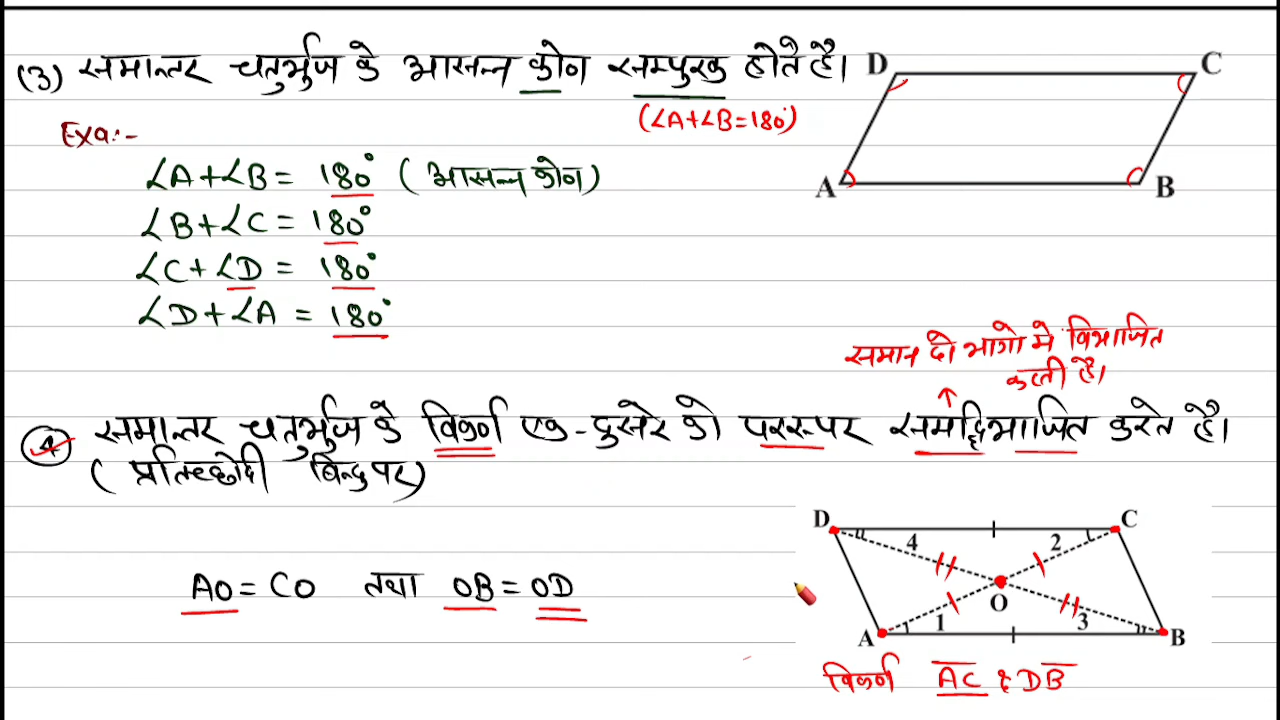 (3) समान्तर चतुर्भुज के आसन्न कोन सम्पुरक होते है।
(∠A+∠B=180°)
Exa:-
∠A+∠B= 180° (आसन्न कोन)
∠B+∠C= 180°
∠C+∠D = 180°
∠D+∠A = 180°
D C
A B
समान दो भागो मे विभाजित
करती है।
↑
4 समान्तर चतुर्भुज के विकर्ण एक-दुसरे को परस्पर समद्विभाजित करते है।
(प्रतिच्छेदी बिन्दु पर)
AO = CO तथा OB = OD
D C
4 2
O
1 3
A B
विकर्ण AC & DB